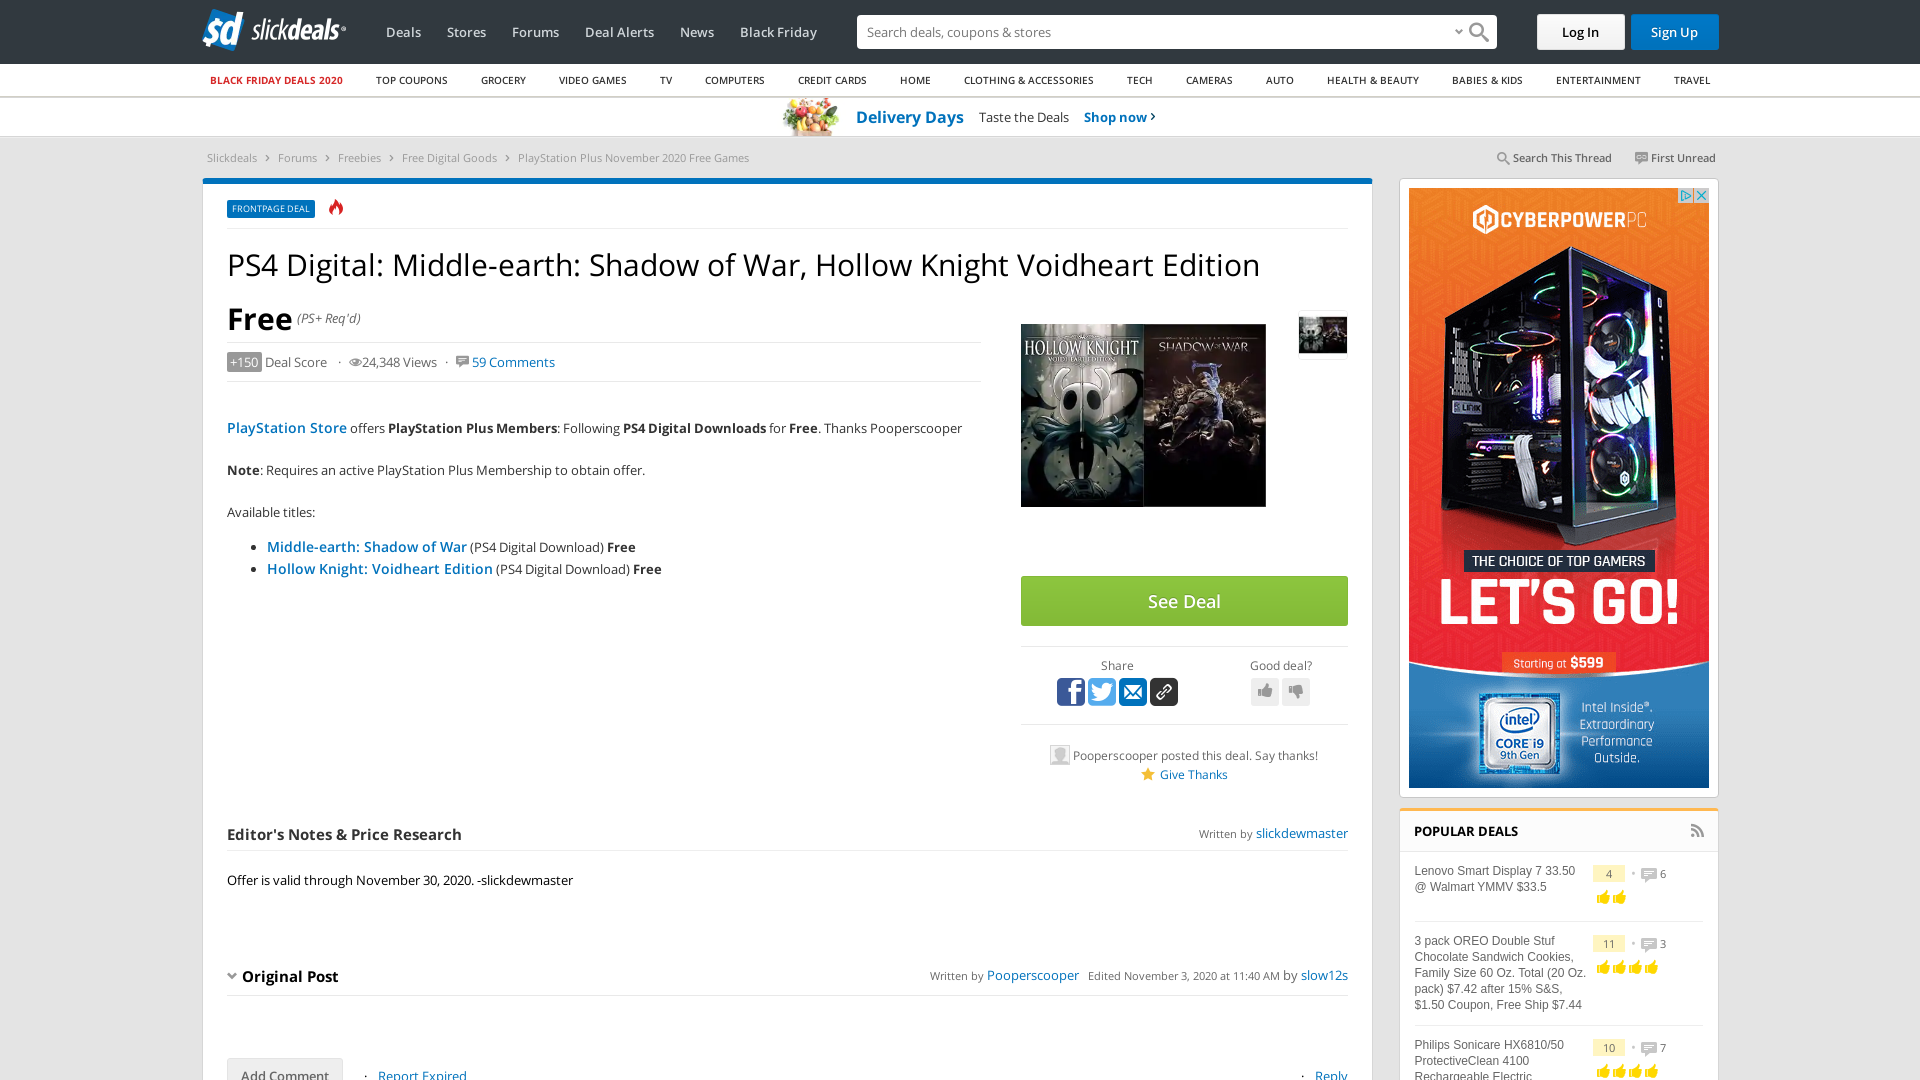 sd slickdeals®
Deals Stores Forums Deal Alerts News Black Friday
Search deals, coupons & screens
Log In Sign Up
BLACK FRIDAY DEALS 2020 TOP COUPONS GROCERY VIDEO GAMES TV COMPUTERS CREDIT CARDS HOME CLOTHING & ACCESSORIES TECH CAMERAS AUTO HEALTH & BEAUTY BABIES & KIDS ENTERTAINMENT TRAVEL
Delivery Days Taste the Deals Shop now ›
Slickdeals › Forums › Freebies › Free Digital Goods › PlayStation Plus November 2020 Free Games
Search This Thread First Unread
FRONTPAGE DEAL
PS4 Digital: Middle-earth: Shadow of War, Hollow Knight Voidheart Edition
Free (PS+ Req'd)
+150 Deal Score · 24,348 Views · 59 Comments
PlayStation Store offers PlayStation Plus Members: Following PS4 Digital Downloads for Free. Thanks Pooperscooper
Note: Requires an active PlayStation Plus Membership to obtain offer.
Available titles:
• Middle-earth: Shadow of War (PS4 Digital Download) Free
• Hollow Knight: Voidheart Edition (PS4 Digital Download) Free
HOLLOW KNIGHT
VOIDHEART EDITION
SHADOW OF WAR
See Deal
Share
Good deal?
Pooperscooper posted this deal. Say thanks!
Give Thanks
Editor's Notes & Price Research
Written by slickdewmaster
Offer is valid through November 30, 2020. -slickdewmaster
Original Post
Written by Pooperscooper Edited November 3, 2020 at 11:40 AM by slow12s
Add Comment · Report Expired
· Reply
CYBERPOWERPC
THE CHOICE OF TOP GAMERS
LET'S GO!
Starting at $599
intel
CORE i9
9th Gen
Intel Inside®.
Extraordinary
Performance
Outside.
POPULAR DEALS
Lenovo Smart Display 7 33.50
@ Walmart YMMV $33.5
4 • 6
3 pack OREO Double Stuf
Chocolate Sandwich Cookies,
Family Size 60 Oz. Total (20 Oz.
pack) $7.42 after 15% S&S,
$1.50 Coupon, Free Ship $7.44
11 • 3
Philips Sonicare HX6810/50
ProtectiveClean 4100
Rechargeable Electric
10 • 7